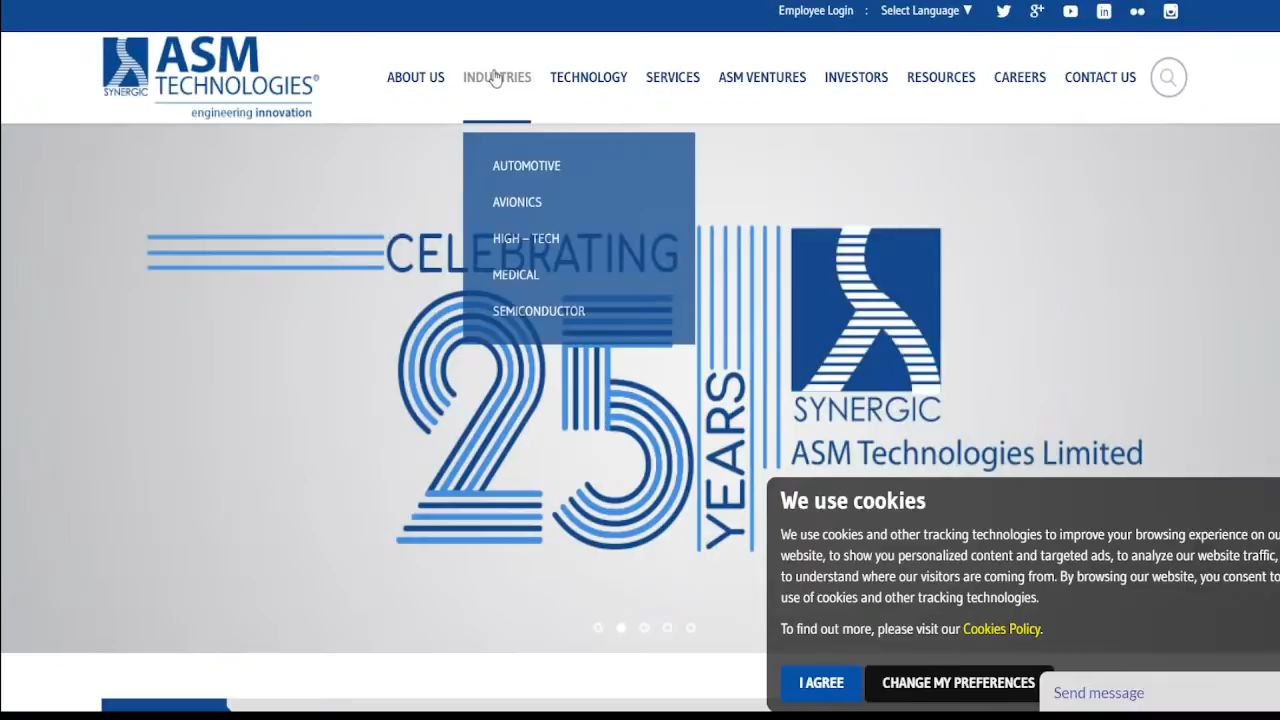 Employee Login : Select Language ▼
SYNERGIC
ASM
TECHNOLOGIES®
engineering innovation
ABOUT US INDUSTRIES TECHNOLOGY SERVICES ASM VENTURES INVESTORS RESOURCES CAREERS CONTACT US
AUTOMOTIVE
AVIONICS
HIGH – TECH
MEDICAL
SEMICONDUCTOR
CELEBRATING
25
YEARS
SYNERGIC
ASM Technologies Limited
We use cookies
We use cookies and other tracking technologies to improve your browsing experience on
website, to show you personalized content and targeted ads, to analyze our website traffic,
to understand where our visitors are coming from. By browsing our website, you consent to
use of cookies and other tracking technologies.
To find out more, please visit our Cookies Policy.
I AGREE CHANGE MY PREFERENCES
Send message